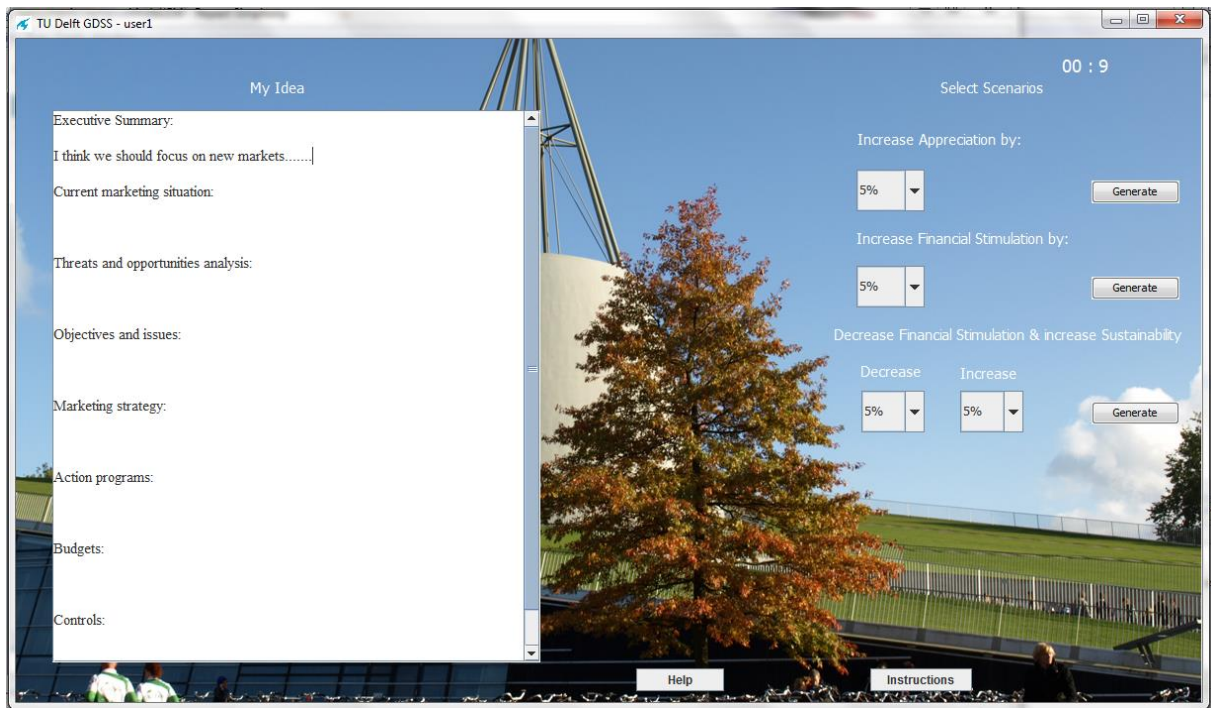 TU Delft GDSS - user1
00 : 9
My Idea
Select Scenarios
Executive Summary:
I think we should focus on new markets.......
Current marketing situation:
Threats and opportunities analysis:
Objectives and issues:
Marketing strategy:
Action programs:
Budgets:
Controls:
Increase Appreciation by:
5%
Generate
Increase Financial Stimulation by:
5%
Generate
Decrease Financial Stimulation & increase Sustainability
Decrease Increase
5% 5%
Generate
Help
Instructions